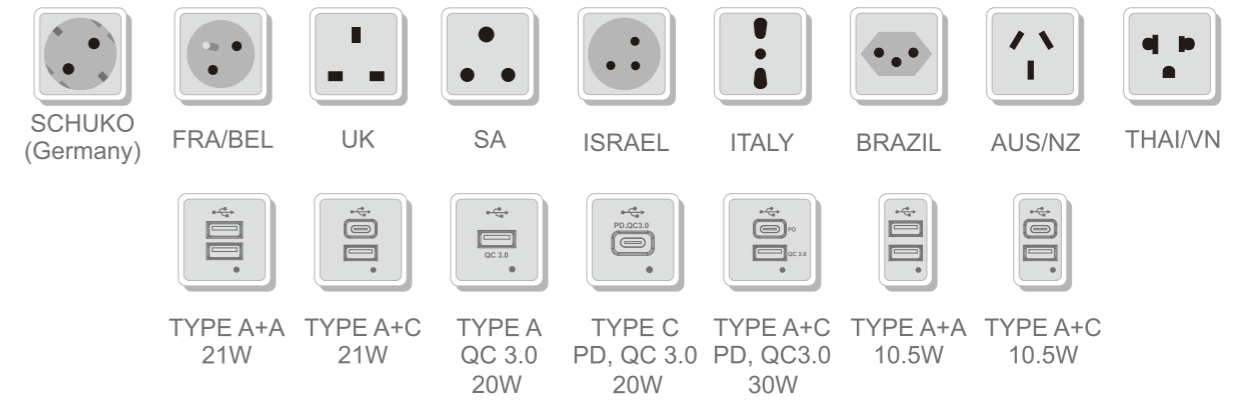 SCHUKO
(Germany)
FRA/BEL
UK
SA
ISRAEL
ITALY
BRAZIL
AUS/NZ
THAI/VN
QC 3.0
PD,QC3.0
PD
QC 3.0
TYPE A+A
21W
TYPE A+C
21W
TYPE A
QC 3.0
20W
TYPE C
PD, QC 3.0
20W
TYPE A+C
PD, QC3.0
30W
TYPE A+A
10.5W
TYPE A+C
10.5W